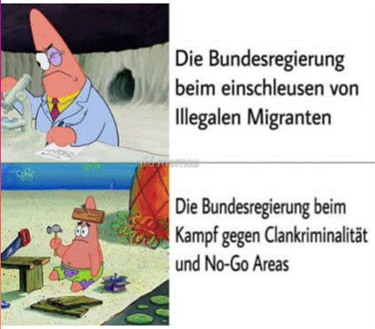 Die Bundesregierung
beim einschleusen von
Illegalen Migranten
Die Bundesregierung beim
Kampf gegen Clankriminalität
und No-Go Areas